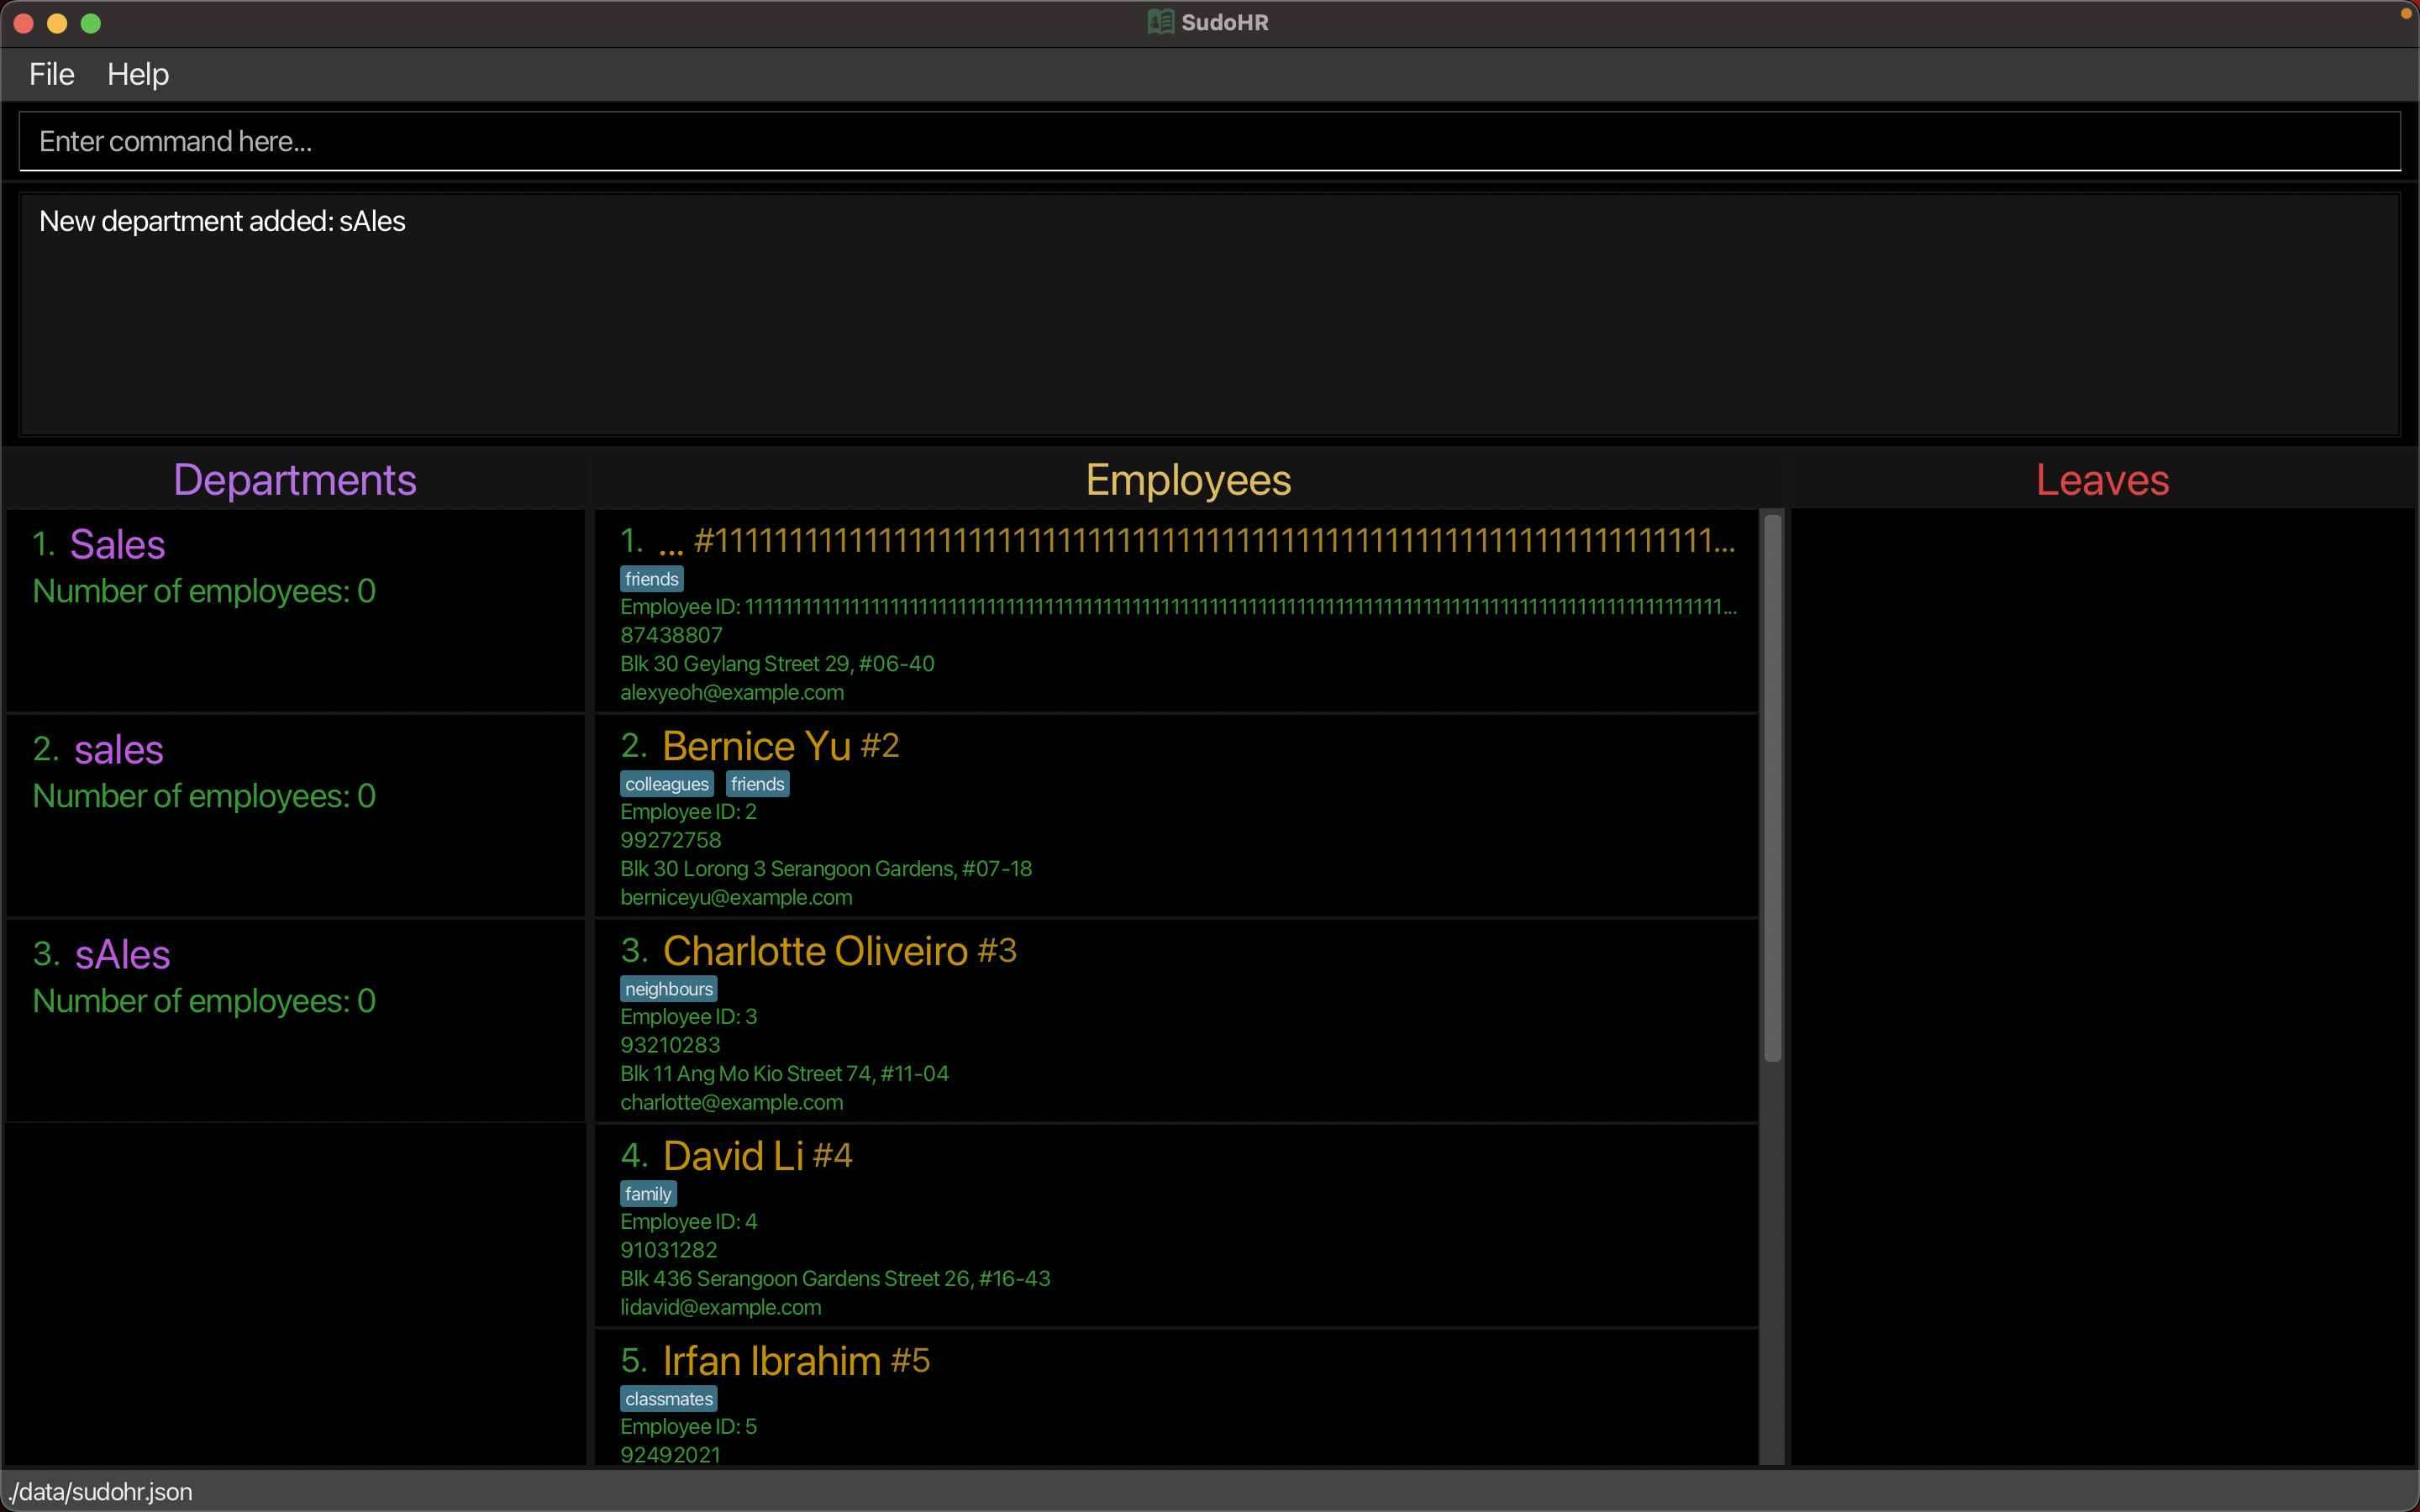 SudoHR
File Help
Enter command here...
New department added: sAles
Departments
1. Sales
Number of employees: 0
2. sales
Number of employees: 0
3. sAles
Number of employees: 0
Employees
1. ...
friends
Employee ID:
87438807
Blk 30 Geylang Street 29, #06-40
alexyeoh@example.com
2. Bernice Yu #2
colleagues friends
Employee ID: 2
99272758
Blk 30 Lorong 3 Serangoon Gardens, #07-18
berniceyu@example.com
3. Charlotte Oliveiro #3
neighbours
Employee ID: 3
93210283
Blk 11 Ang Mo Kio Street 74, #11-04
charlotte@example.com
4. David Li #4
family
Employee ID: 4
91031282
Blk 436 Serangoon Gardens Street 26, #16-43
lidavid@example.com
5. Irfan Ibrahim #5
classmates
Employee ID: 5
92492021
Leaves
./data/sudohr.json